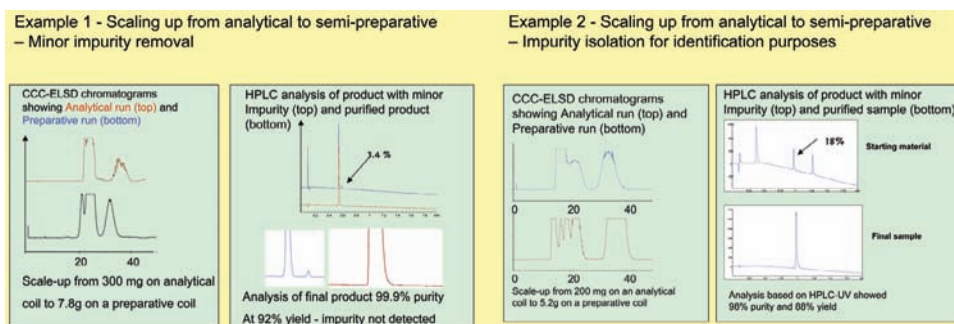 Example 1 - Scaling up from analytical to semi-preparative
– Minor impurity removal
CCC-ELSD chromatograms
showing Analytical run (top) and
Preparative run (bottom)
20
40
Scale-up from 300 mg on analytical
coil to 7.8g on a preparative coil
HPLC analysis of product with minor
Impurity (top) and purified product
(bottom)
1.4 %
Analysis of final product 99.9% purity
At 92% yield - impurity not detected
Example 2 - Scaling up from analytical to semi-preparative
– Impurity isolation for identification purposes
CCC-ELSD chromatograms
showing Analytical run (top) and
Preparative run (bottom)
0 20 40
0 20 40
Scale-up from 200 mg on an analytical
coil to 5.2g on a preparative coil
HPLC analysis of product with minor
Impurity (top) and purified sample (bottom)
18%
Starting material
Final sample
Analysis based on HPLC-UV showed
98% purity and 88% yield